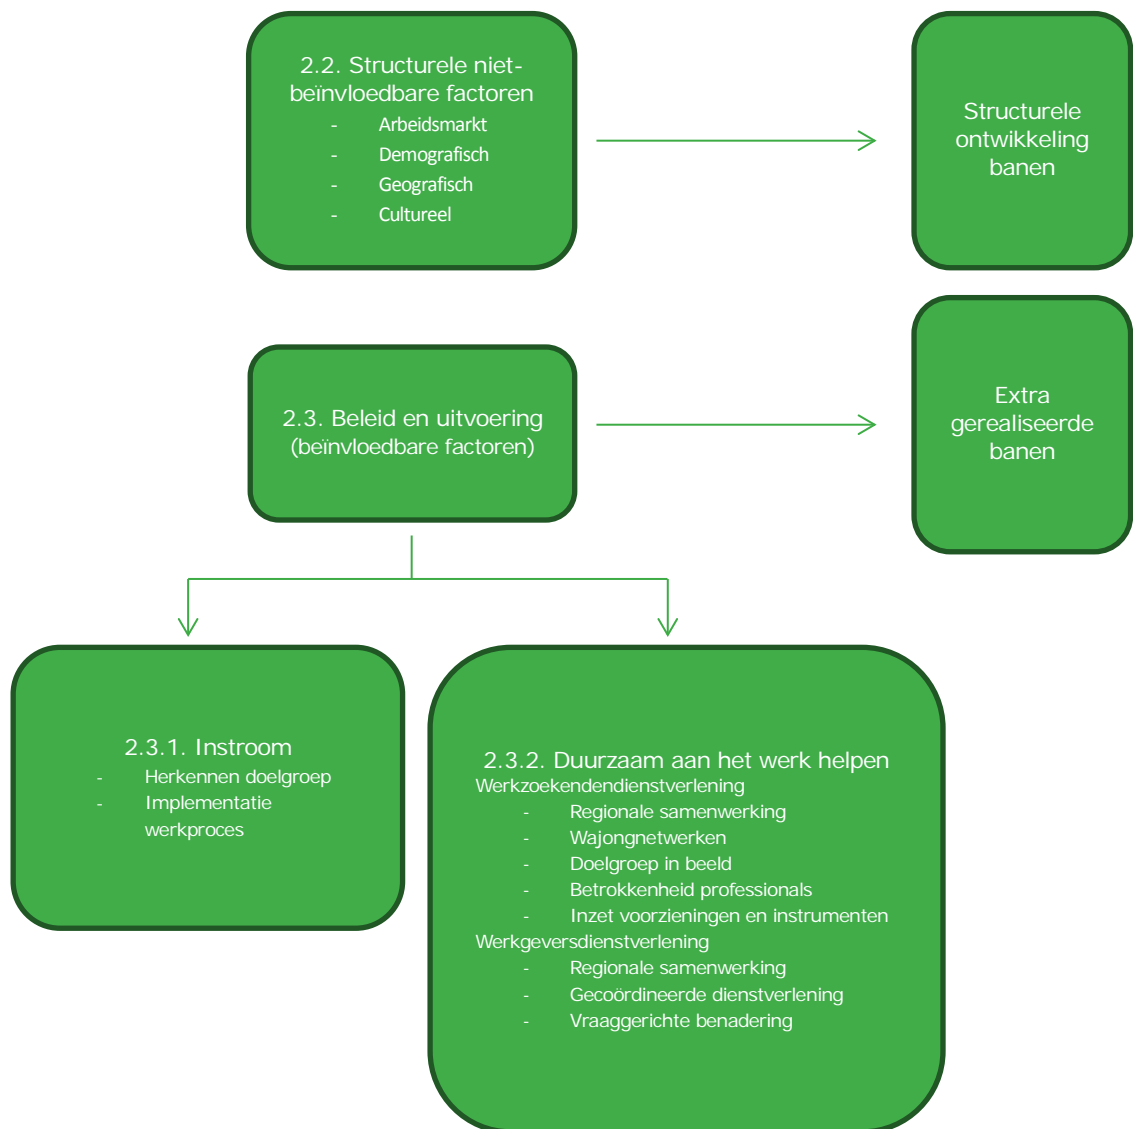 2.2. Structurele niet-
beïnvloedbare factoren
- Arbeidsmarkt
- Demografisch
- Geografisch
- Cultureel
Structurele
ontwikkeling
banen
2.3. Beleid en uitvoering
(beïnvloedbare factoren)
Extra
gerealiseerde
banen
2.3.1. Instroom
- Herkennen doelgroep
- Implementatie
werkproces
2.3.2. Duurzaam aan het werk helpen
Werkzoekendendienstverlening
- Regionale samenwerking
- Wajongnetwerken
- Doelgroep in beeld
- Betrokkenheid professionals
- Inzet voorzieningen en instrumenten
Werkgeversdienstverlening
- Regionale samenwerking
- Gecoördineerde dienstverlening
- Vraaggerichte benadering